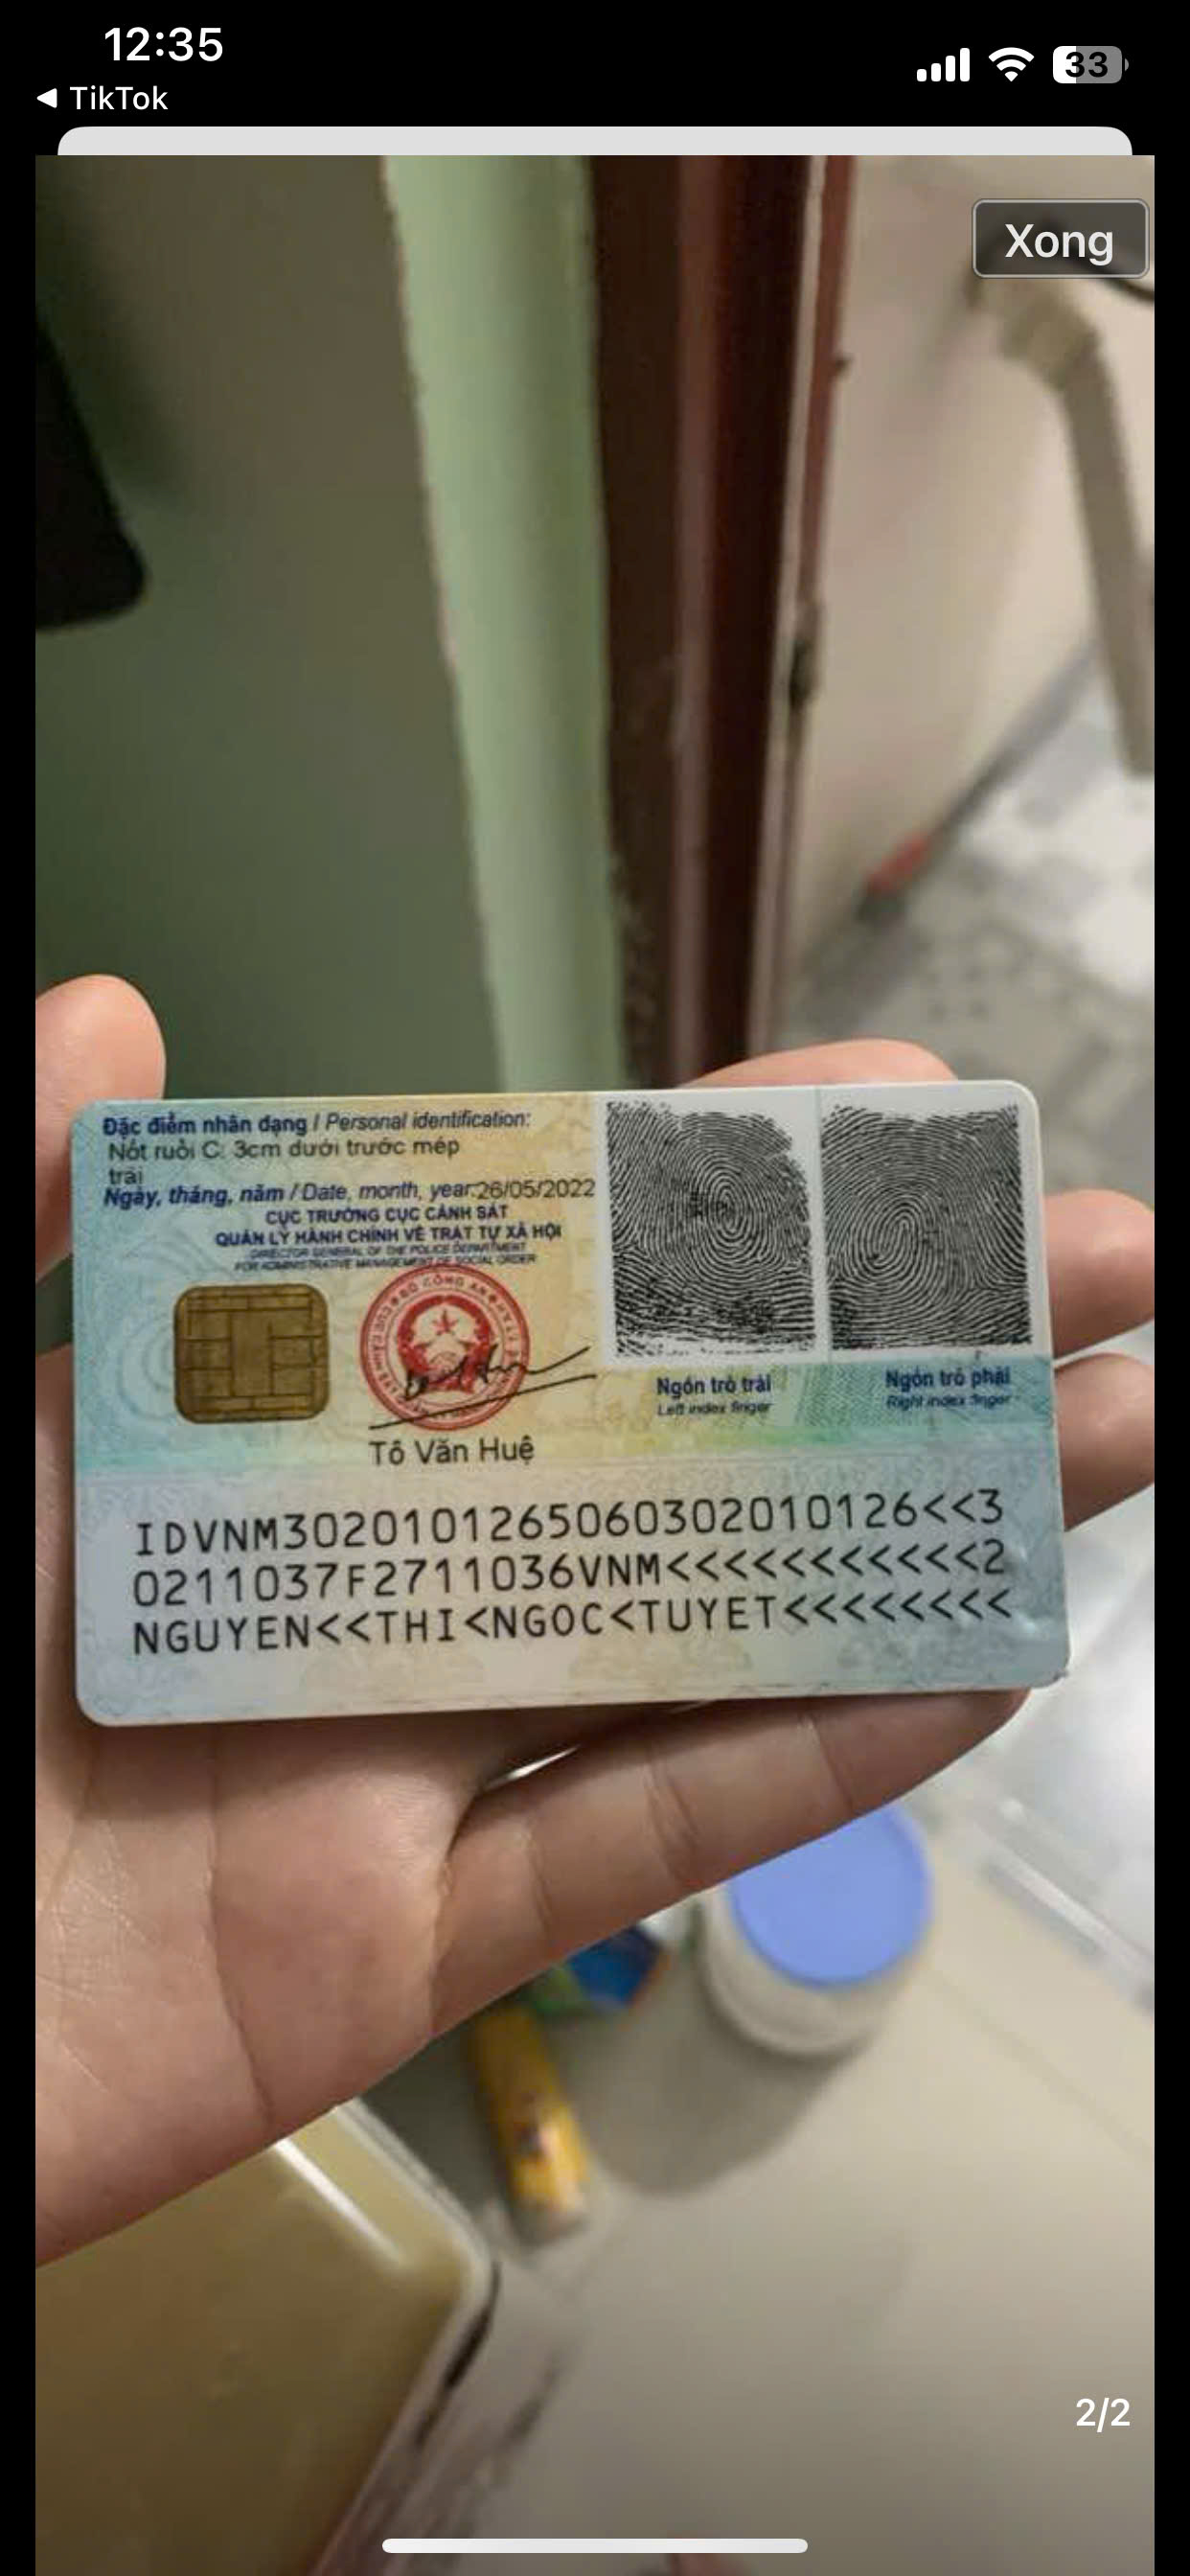 12:35
33
◀ TikTok
Xong
Đặc điểm nhân dạng / Personal identification:
Nốt ruồi C: 3cm dưới trước mép
trái
Ngày, tháng, năm / Date, month, year:26/05/2022
CỤC TRƯỞNG CỤC CẢNH SÁT
QUẢN LÝ HÀNH CHÍNH VỀ TRẬT TỰ XÃ HỘI
DIRECTOR GENERAL OF THE POLICE DEPARTMENT
FOR ADMINISTRATIVE MANAGEMENT OF SOCIAL ORDER
Ngón trỏ trái
Left index finger
Ngón trỏ phải
Right index finger
Tô Văn Huệ
IDVNM3020101265060302010126<<3
0211037F2711036VNM<<<<<<<<<<<2
NGUYEN<<THI<NGOC<TUYET<<<<<<<<
2/2